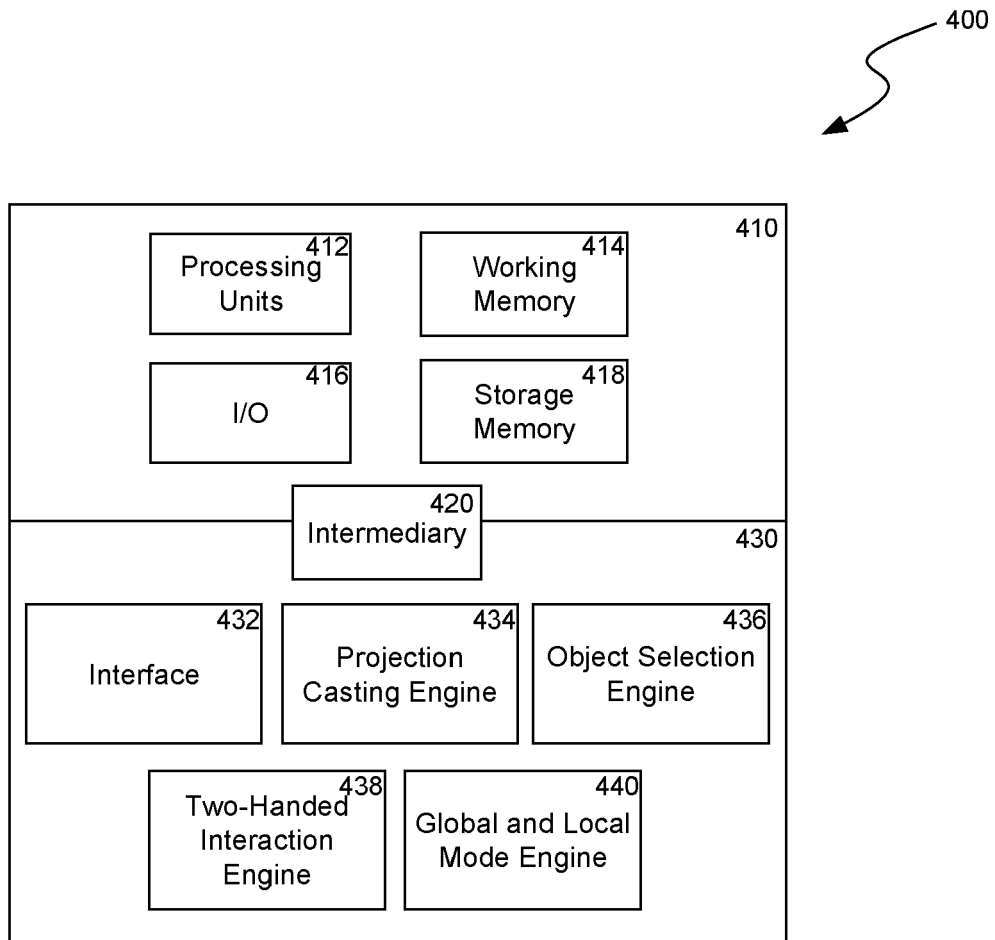 400
410
412
Processing
Units
414
Working
Memory
416
I/O
418
Storage
Memory
420
Intermediary
430
432
Interface
434
Projection
Casting Engine
436
Object Selection
Engine
438
Two-Handed
Interaction
Engine
440
Global and Local
Mode Engine